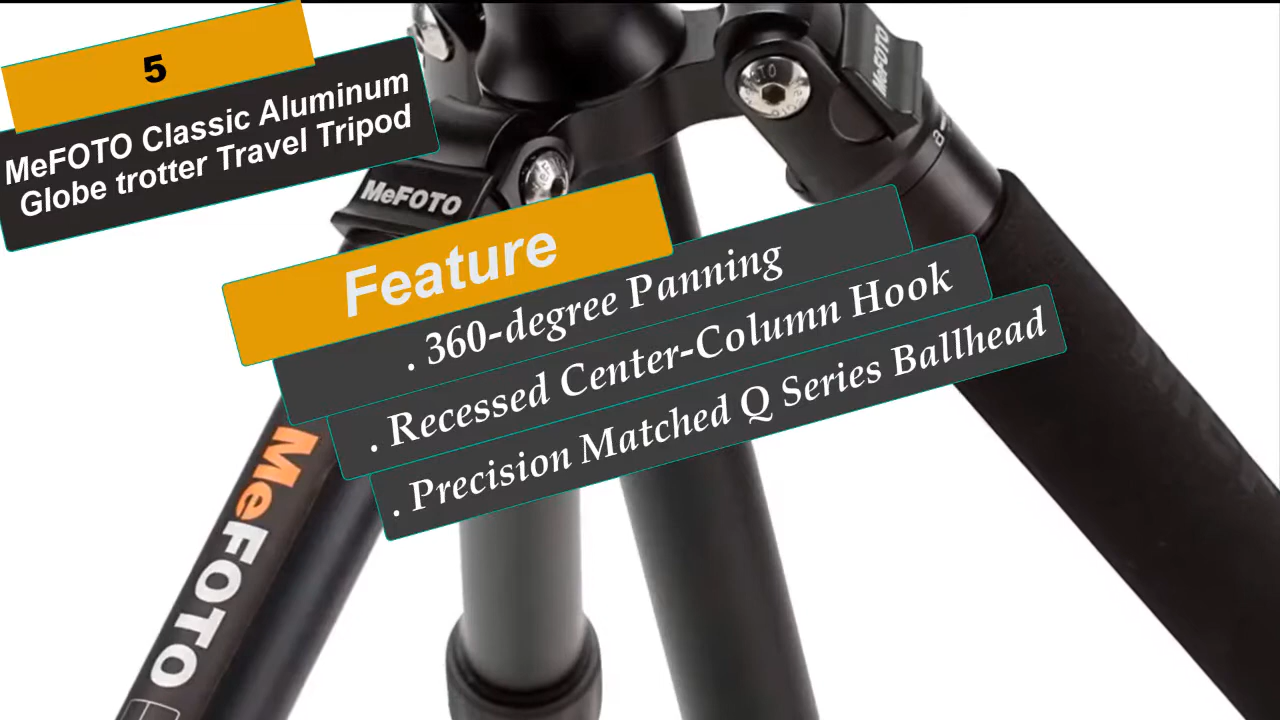 5
MeFOTO Classic Aluminum
Globe trotter Travel Tripod
Feature
. 360-degree Panning
. Recessed Center-Column Hook
. Precision Matched Q Series Ballhead
MeFOTO
MeFOTO
MeFOTO